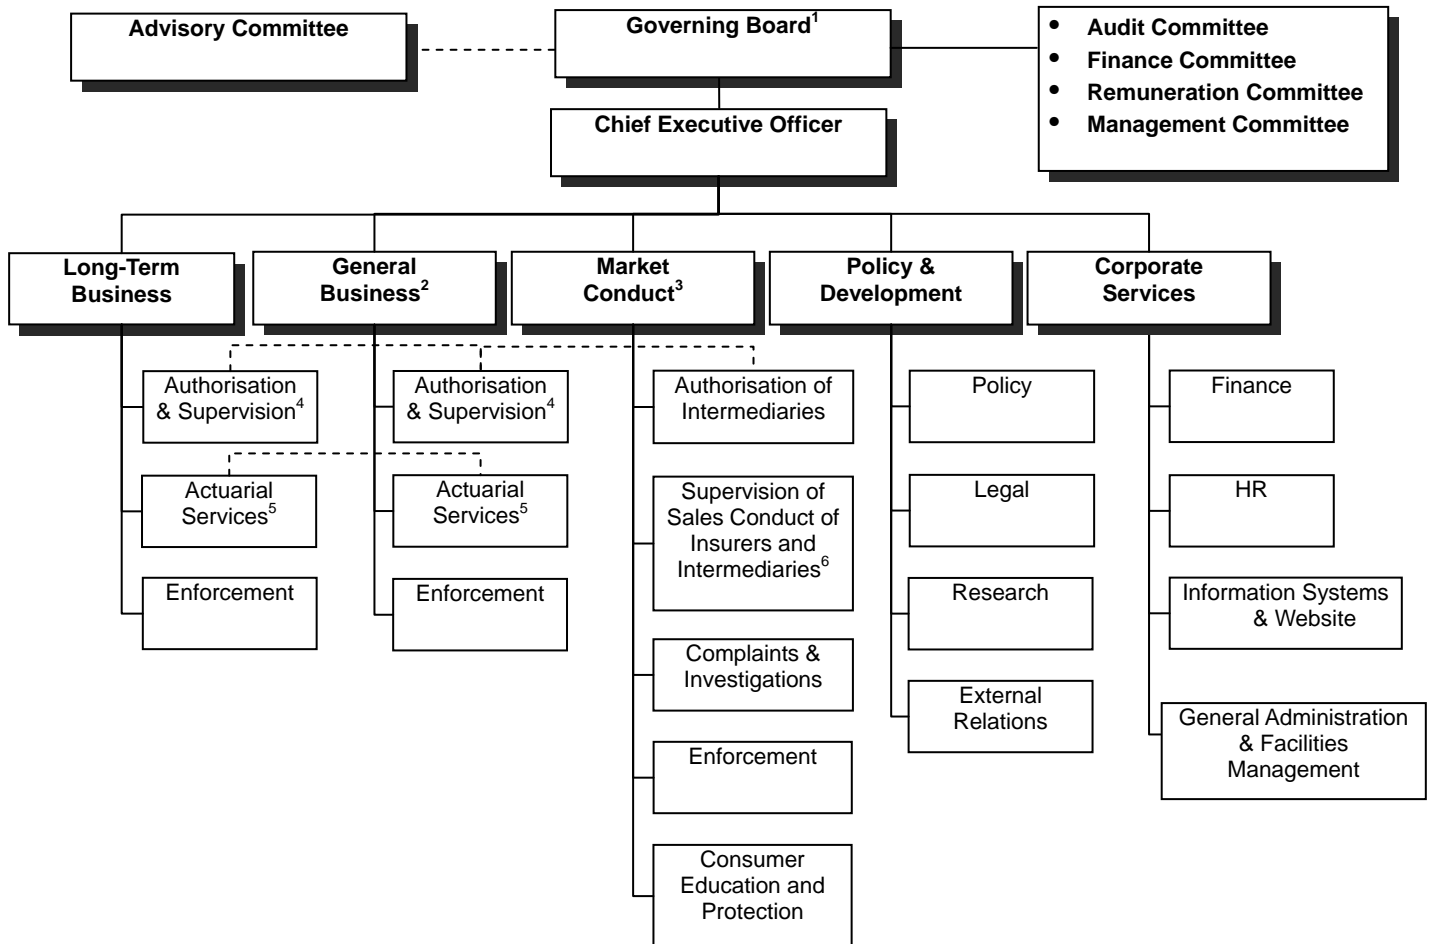 Advisory Committee
Governing Board1
• Audit Committee
• Finance Committee
• Remuneration Committee
• Management Committee
Chief Executive Officer
Long-Term
Business
General
Business2
Market
Conduct3
Policy &
Development
Corporate
Services
Authorisation
& Supervision4
Actuarial
Services5
Enforcement
Authorisation
& Supervision4
Actuarial
Services5
Enforcement
Authorisation of
Intermediaries
Supervision of
Sales Conduct of
Insurers and
Intermediaries6
Complaints &
Investigations
Enforcement
Consumer
Education and
Protection
Policy
Legal
Research
External
Relations
Finance
HR
Information Systems
& Website
General Administration
& Facilities
Management